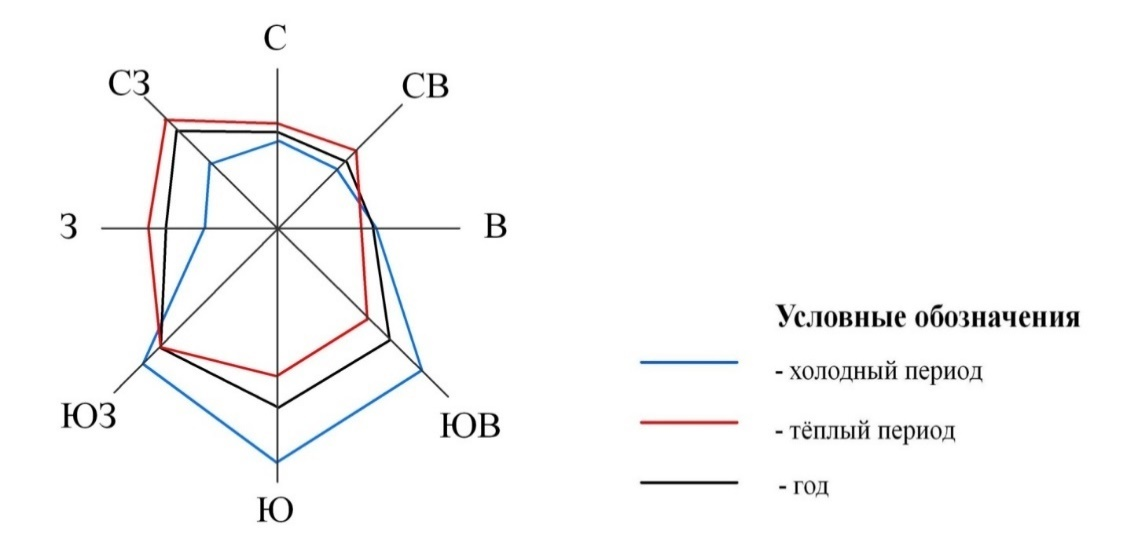 С
СЗ
СВ
З
В
ЮЗ
ЮВ
Ю
Условные обозначения
- холодный период
- тёплый период
- год